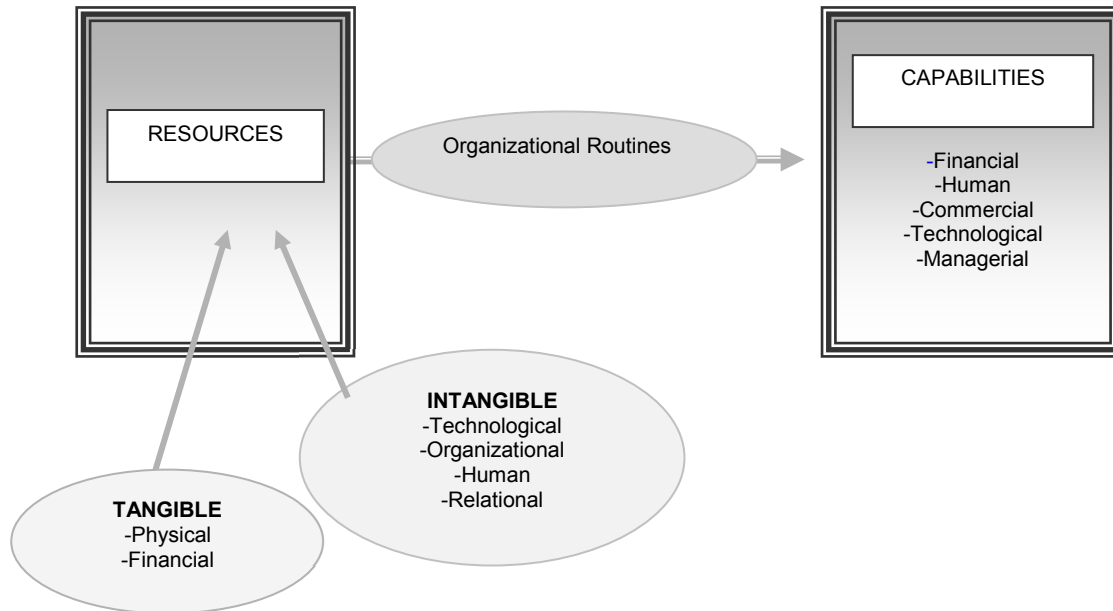 RESOURCES
Organizational Routines
CAPABILITIES
-Financial
-Human
-Commercial
-Technological
-Managerial
INTANGIBLE
-Technological
-Organizational
-Human
-Relational
TANGIBLE
-Physical
-Financial